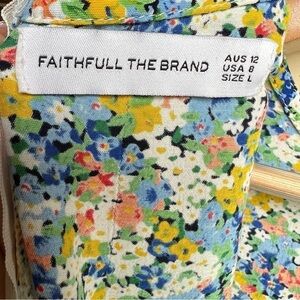 FAITHFULL THE BRAND
AUS 12
USA 8
SIZE L